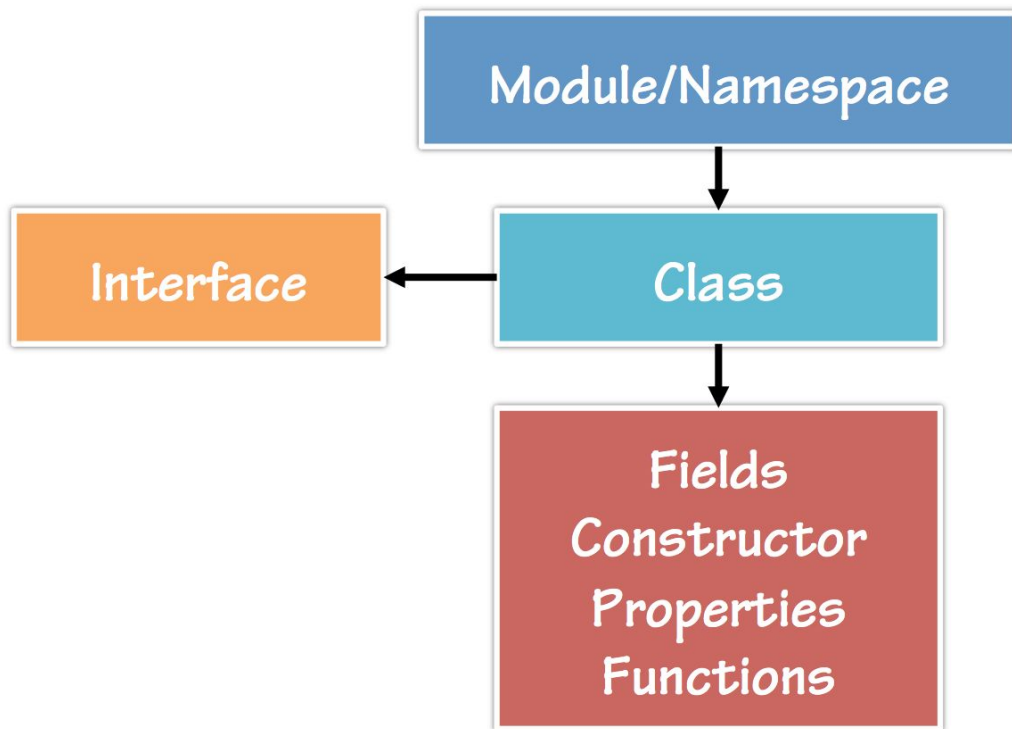 Module/Namespace
Interface
Class
Fields
Constructor
Properties
Functions